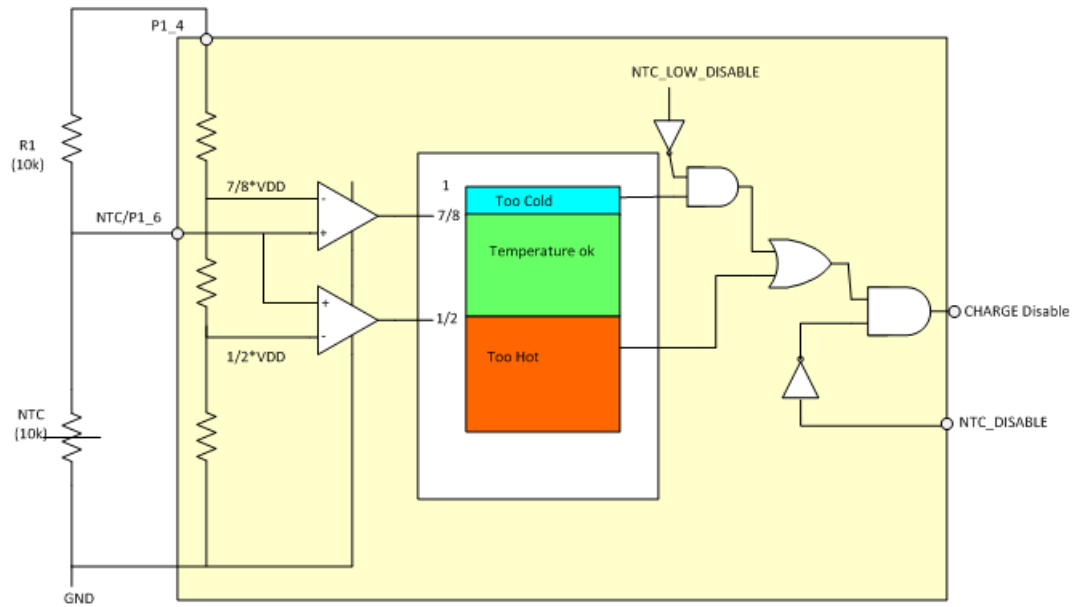 P1_4
NTC_LOW_DISABLE
R1
(10k)
7/8*VDD
-
+
1
7/8
Too Cold
NTC/P1_6
Temperature ok
+
-
1/2
1/2*VDD
Too Hot
CHARGE Disable
NTC
(10k)
NTC_DISABLE
GND